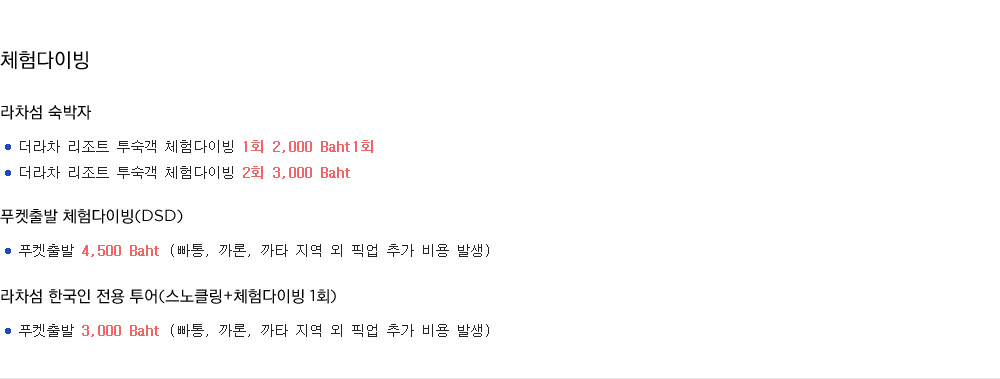 체험다이빙
라차섬 숙박자
더라차 리조트 투숙객 체험다이빙 1회 2,000 Baht1회
더라차 리조트 투숙객 체험다이빙 2회 3,000 Baht
푸켓출발 체험다이빙(DSD)
푸켓출발 4,500 Baht (빠통, 까론, 까타 지역 외 픽업 추가 비용 발생)
라차섬 한국인 전용 투어(스노클링+체험다이빙 1회)
푸켓출발 3,000 Baht (빠통, 까론, 까타 지역 외 픽업 추가 비용 발생)